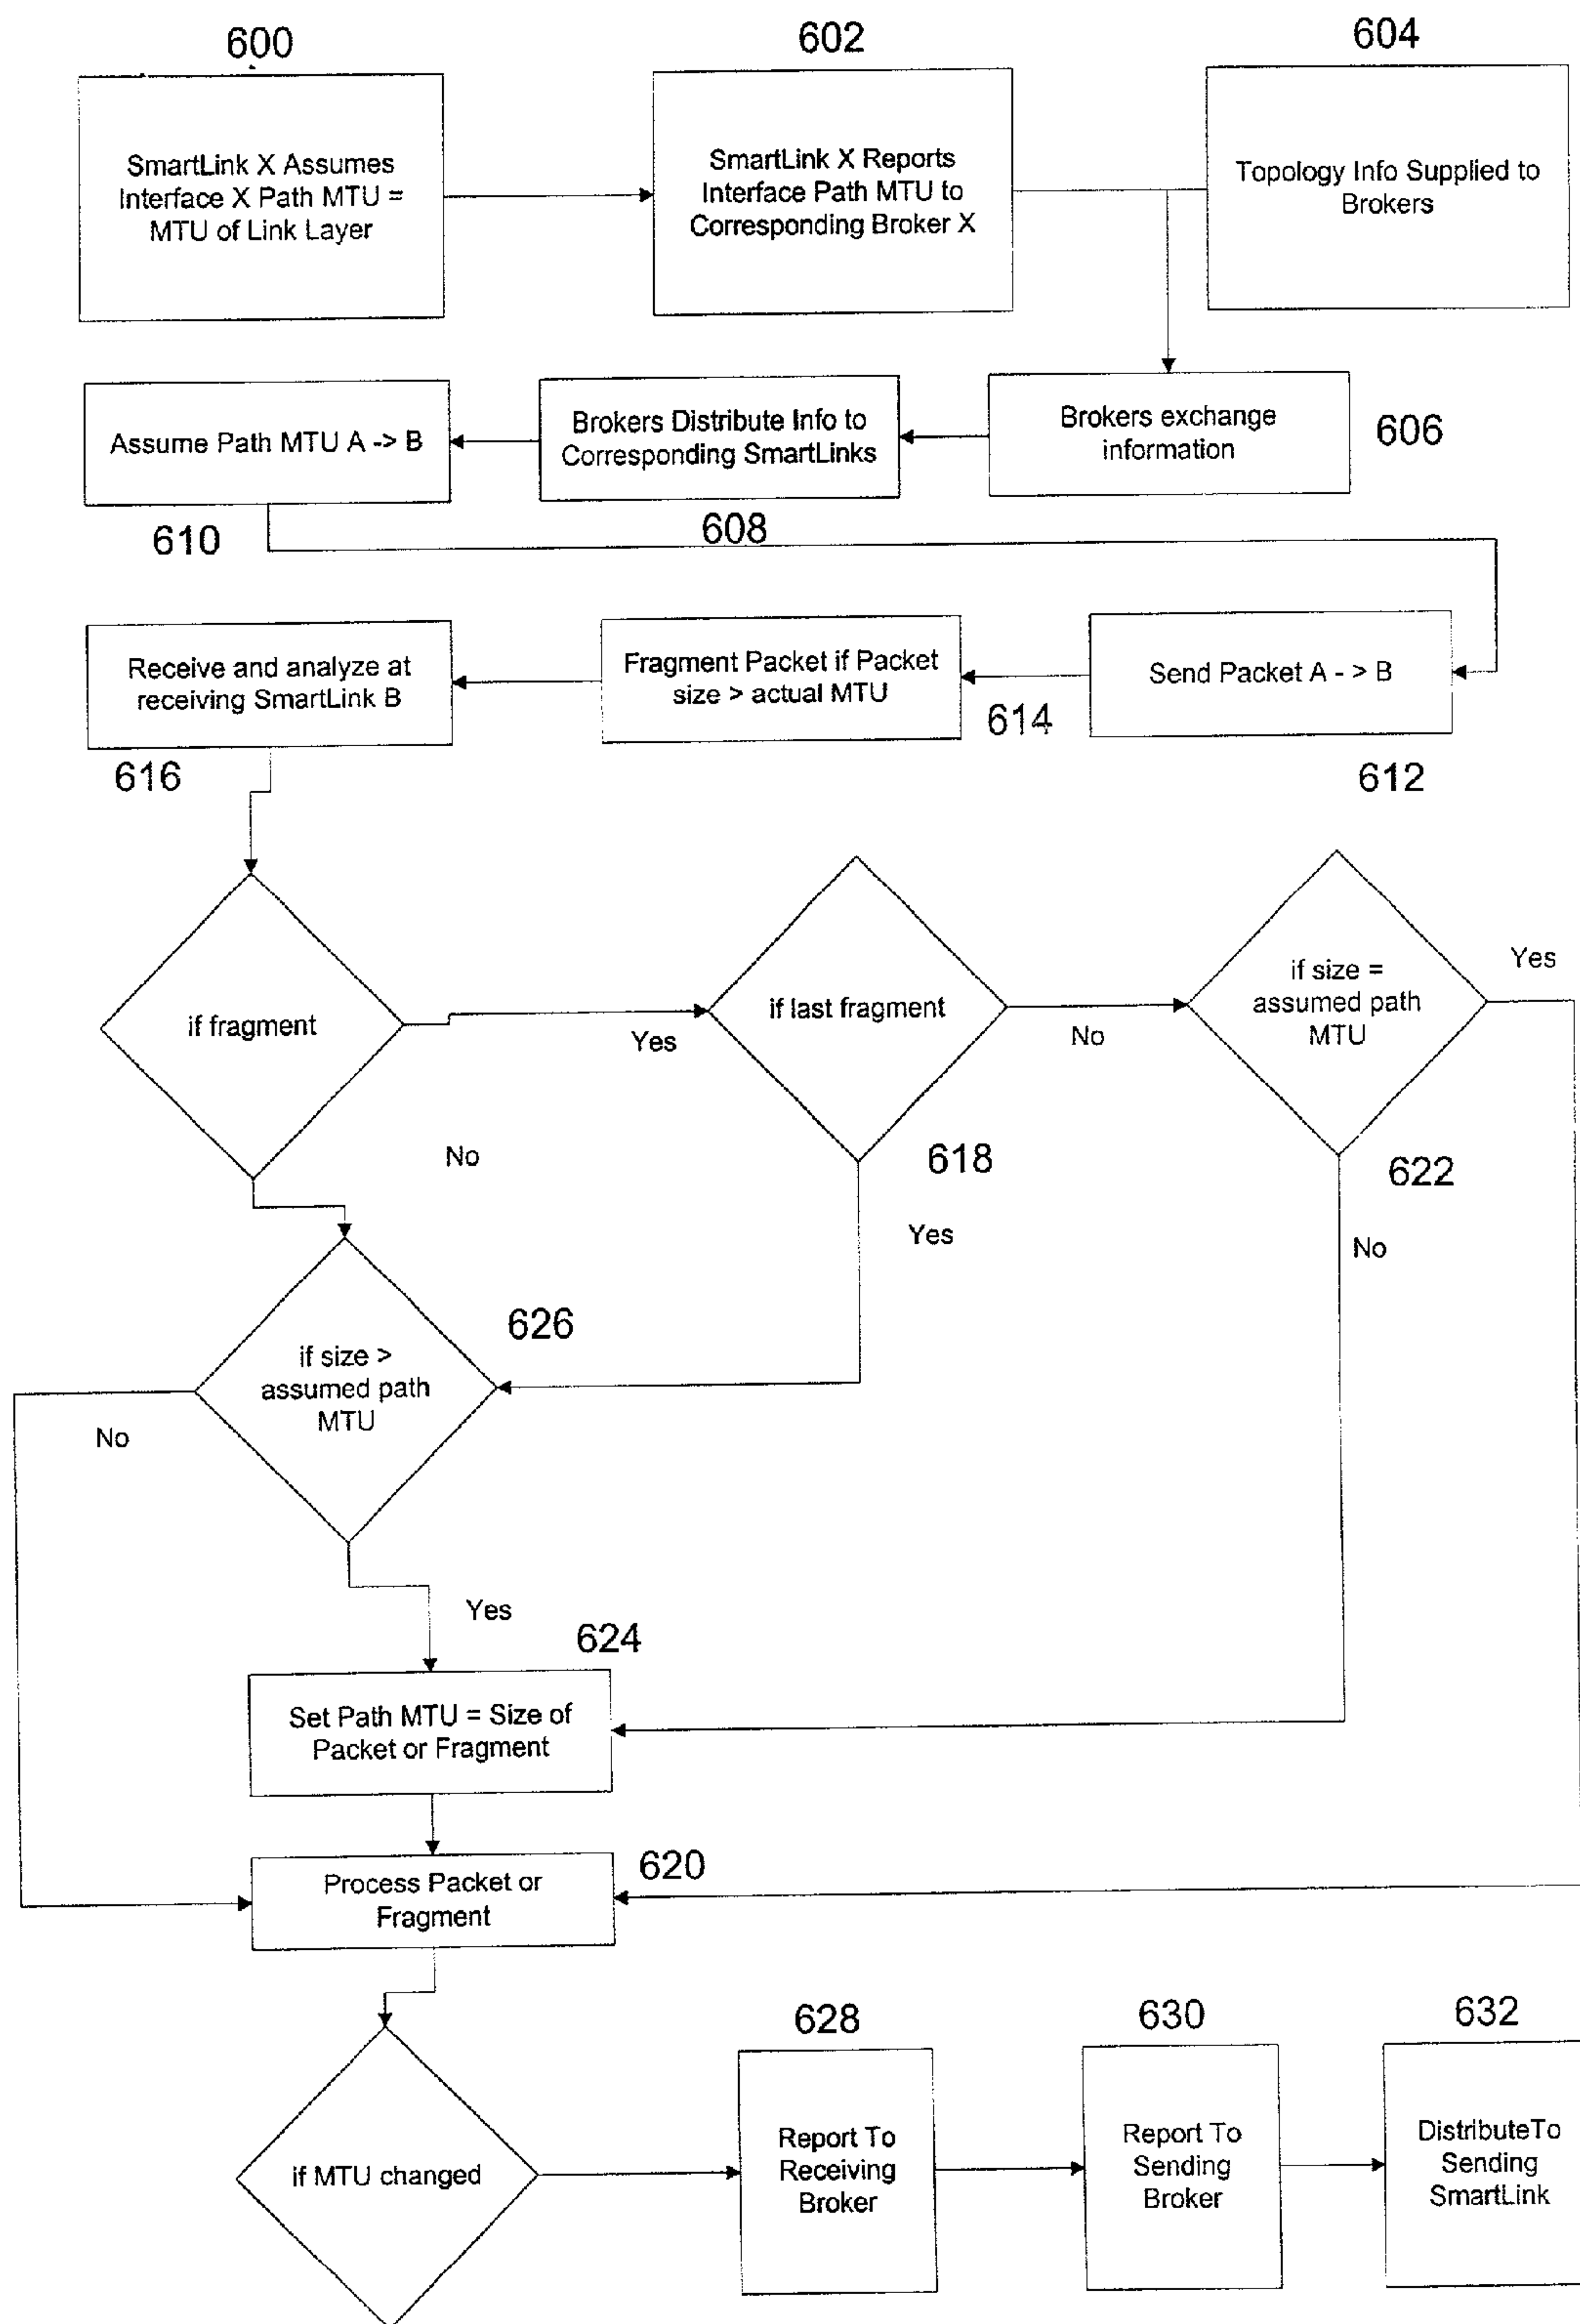 600
602
604
SmartLink X Assumes
Interface X Path MTU =
MTU of Link Layer
SmartLink X Reports
Interface Path MTU to
Corresponding Broker X
Topology Info Supplied to
Brokers
Assume Path MTU A -> B
Brokers Distribute Info to
Corresponding SmartLinks
Brokers exchange
information
606
610
608
Receive and analyze at
receiving SmartLink B
Fragment Packet if Packet
size > actual MTU
Send Packet A - > B
616
614
612
if fragment
Yes
if last fragment
No
if size =
assumed path
MTU
Yes
No
618
622
Yes
No
626
if size >
assumed path
MTU
No
Yes
624
Set Path MTU = Size of
Packet or Fragment
620
Process Packet or
Fragment
628
630
632
if MTU changed
Report To
Receiving
Broker
Report To
Sending
Broker
DistributeTo
Sending
SmartLink